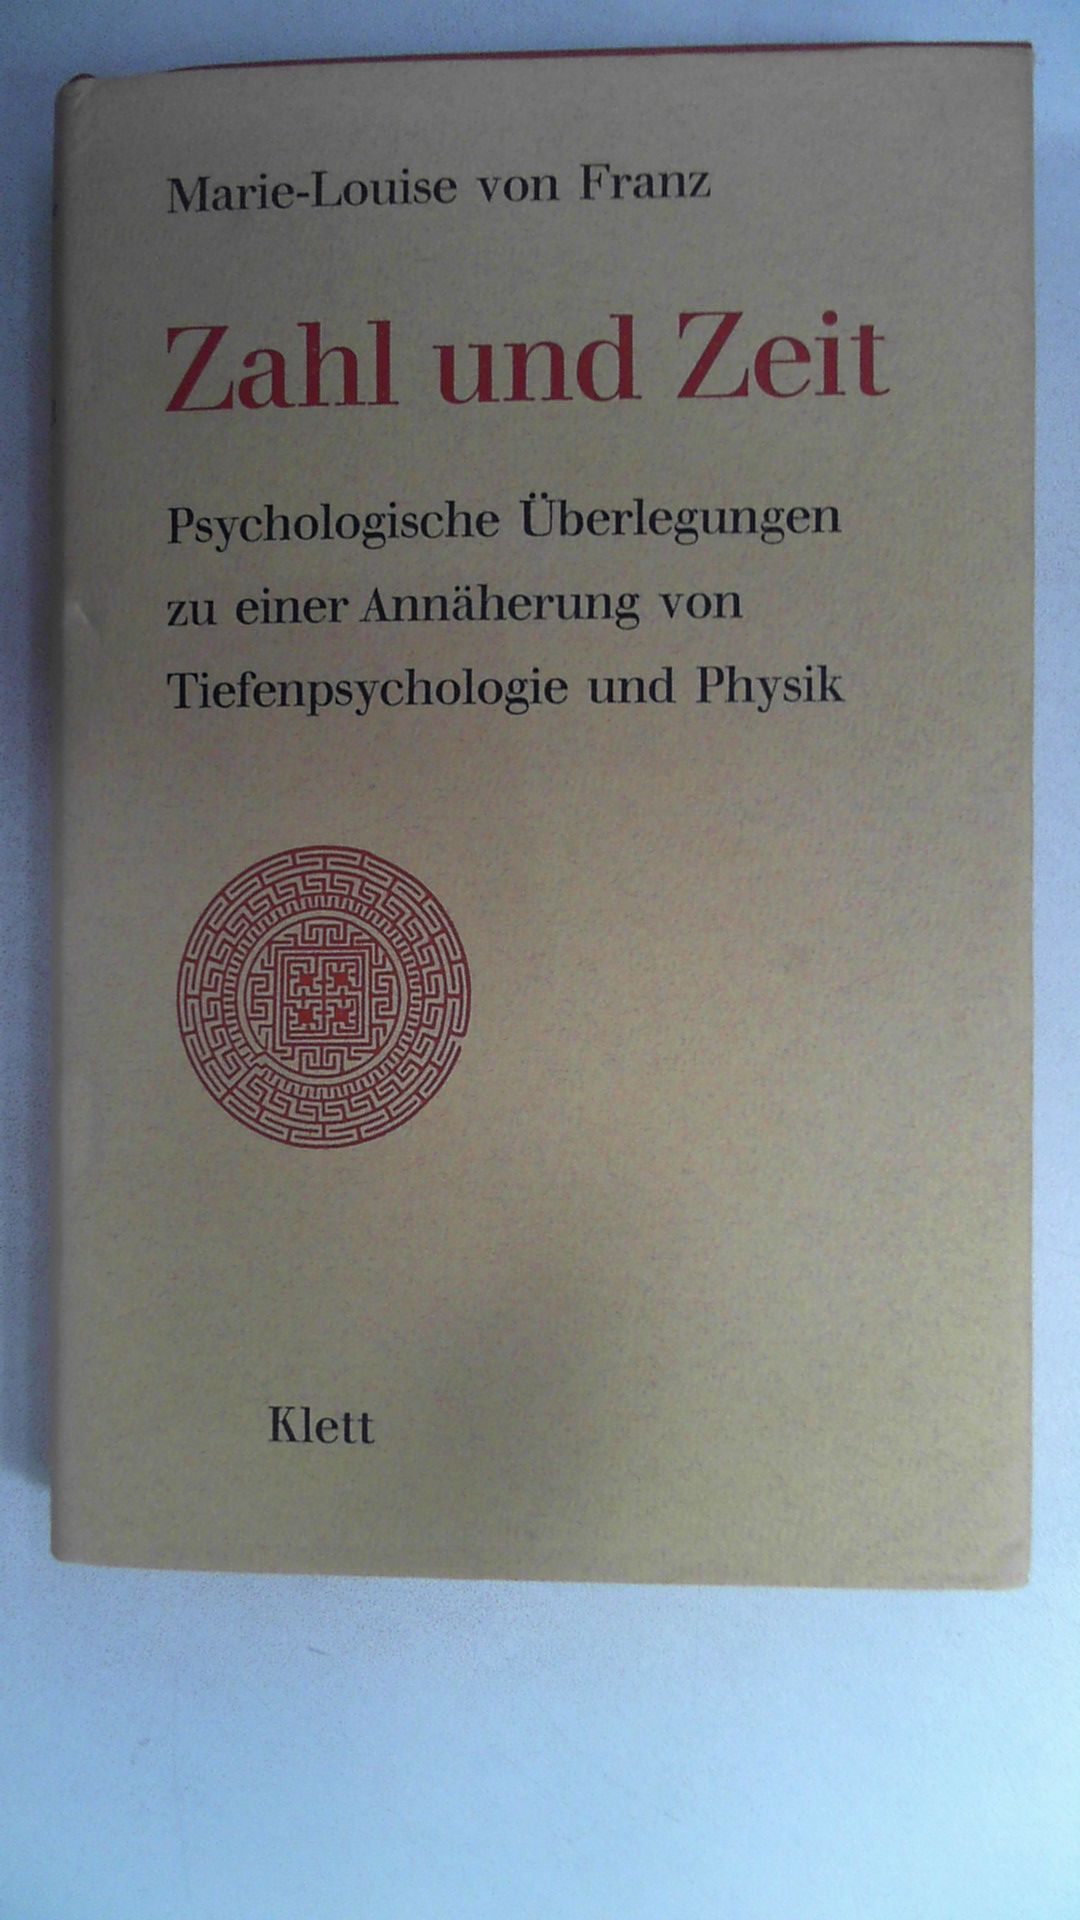 Marie-Louise von Franz
Zahl und Zeit
Psychologische Überlegungen
zu einer Annäherung von
Tiefenpsychologie und Physik
Klett